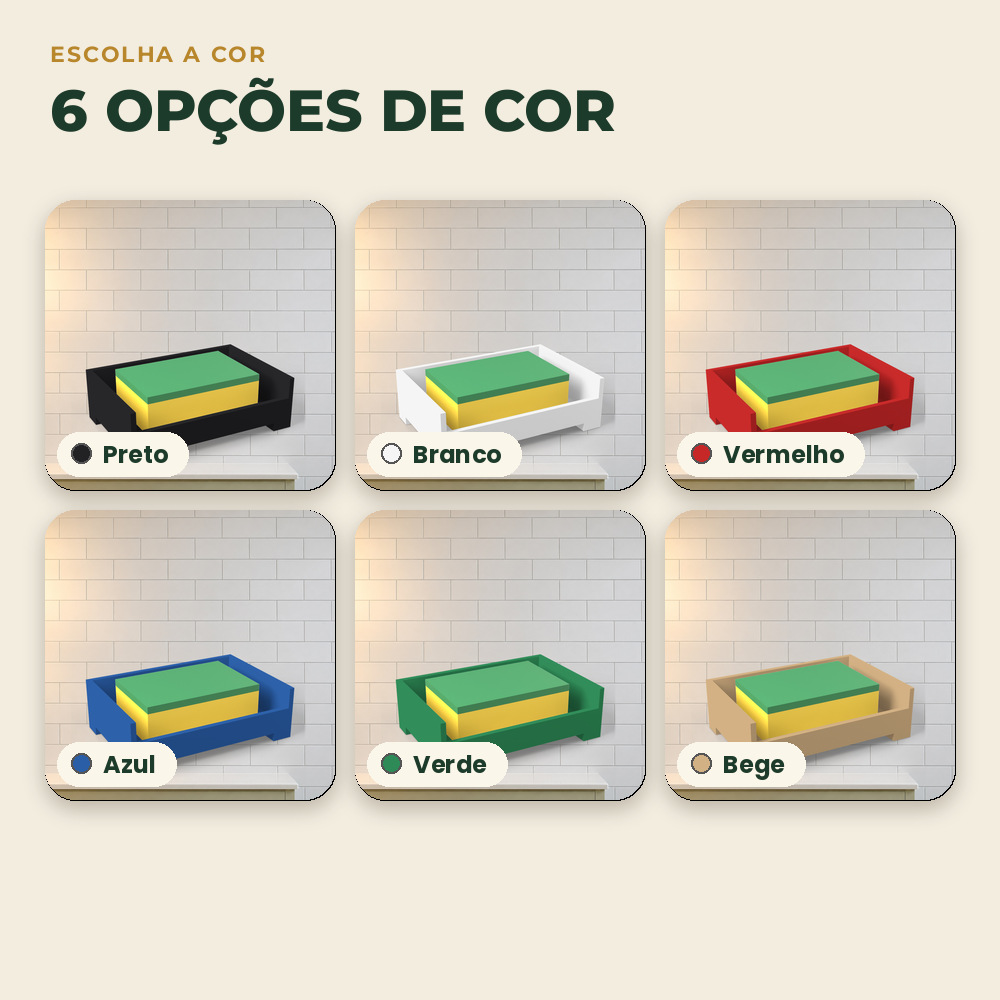 ESCOLHA A COR
6 OPÇÕES DE COR
Preto
Branco
Vermelho
Azul
Verde
Bege